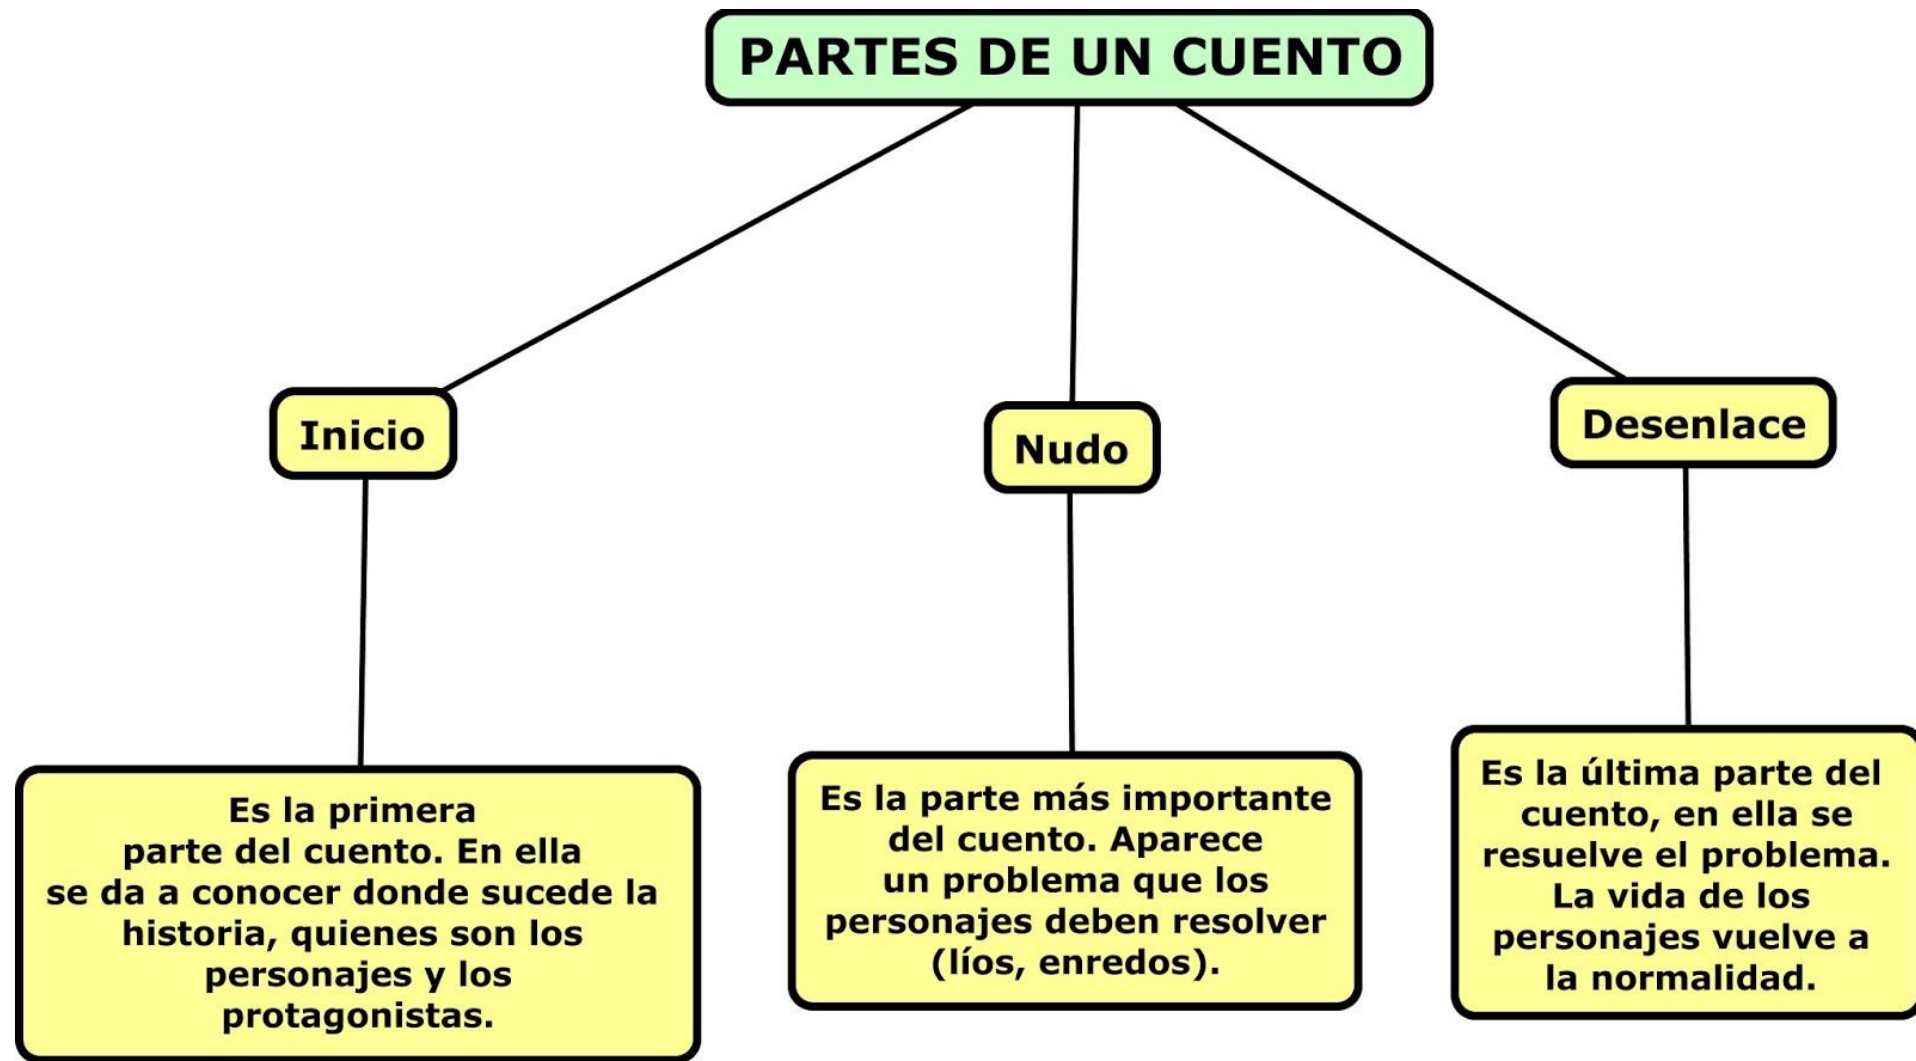 PARTES DE UN CUENTO
Inicio
Nudo
Desenlace
Es la primera
parte del cuento. En ella
se da a conocer donde sucede la
historia, quienes son los
personajes y los
protagonistas.
Es la parte más importante
del cuento. Aparece
un problema que los
personajes deben resolver
(líos, enredos).
Es la última parte del
cuento, en ella se
resuelve el problema.
La vida de los
personajes vuelve a
la normalidad.